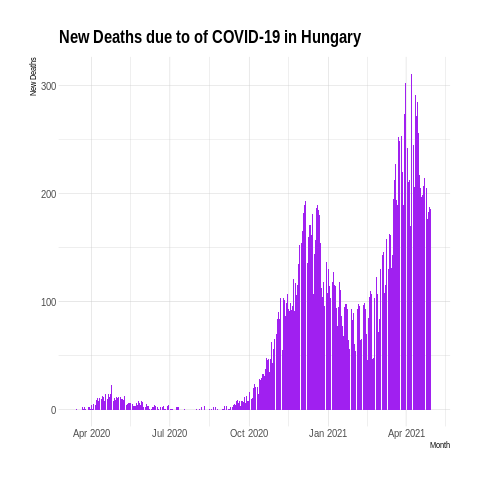 New Deaths due to of COVID-19 in Hungary
New Deaths
300
200
100
0
Apr 2020 Jul 2020 Oct 2020 Jan 2021 Apr 2021
Month